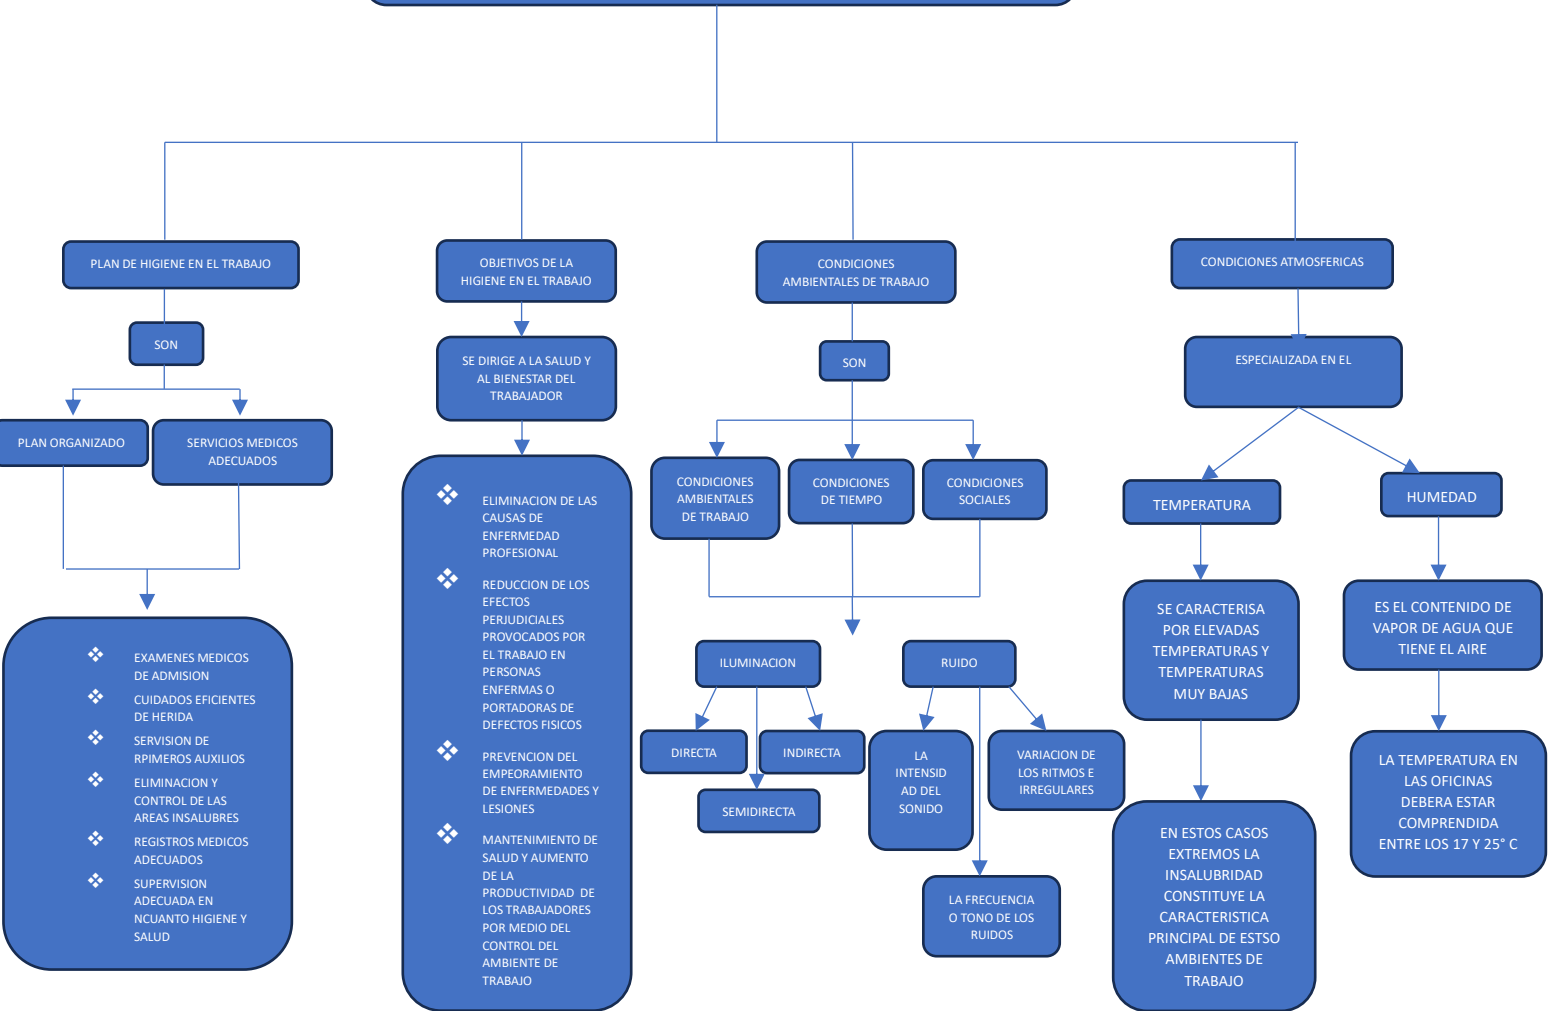 PLAN DE HIGIENE EN EL TRABAJO
SON
PLAN ORGANIZADO
SERVICIOS MEDICOS
ADECUADOS
EXAMENES MEDICOS
DE ADMISION
CUIDADOS EFICIENTES
DE HERIDA
SERVISION DE
RPIMEROS AUXILIOS
ELIMINACION Y
CONTROL DE LAS
AREAS INSALUBRES
REGISTROS MEDICOS
ADECUADOS
SUPERVISION
ADECUADA EN
NCUANTO HIGIENE Y
SALUD
OBJETIVOS DE LA
HIGIENE EN EL TRABAJO
SE DIRIGE A LA SALUD Y
AL BIENESTAR DEL
TRABAJADOR
ELIMINACION DE LAS
CAUSAS DE
ENFERMEDAD
PROFESIONAL
REDUCCION DE LOS
EFECTOS
PERJUDICIALES
PROVOCADOS POR
EL TRABAJO EN
PERSONAS
ENFERMAS O
PORTADORAS DE
DEFECTOS FISICOS
PREVENCION DEL
EMPEORAMIENTO
DE ENFERMEDADES Y
LESIONES
MANTENIMIENTO DE
SALUD Y AUMENTO
DE LA
PRODUCTIVIDAD DE
LOS TRABAJADORES
POR MEDIO DEL
CONTROL DEL
AMBIENTE DE
TRABAJO
CONDICIONES
AMBIENTALES DE TRABAJO
SON
CONDICIONES
AMBIENTALES
DE TRABAJO
CONDICIONES
DE TIEMPO
CONDICIONES
SOCIALES
ILUMINACION
DIRECTA
INDIRECTA
SEMIDIRECTA
RUIDO
LA
INTENSID
AD DEL
SONIDO
VARIACION DE
LOS RITMOS E
IRREGULARES
LA FRECUENCIA
O TONO DE LOS
RUIDOS
CONDICIONES ATMOSFERICAS
ESPECIALIZADA EN EL
TEMPERATURA
SE CARACTERISA
POR ELEVADAS
TEMPERATURAS Y
TEMPERATURAS
MUY BAJAS
EN ESTOS CASOS
EXTREMOS LA
INSALUBRIDAD
CONSTITUYE LA
CARACTERISTICA
PRINCIPAL DE ESTSO
AMBIENTES DE
TRABAJO
HUMEDAD
ES EL CONTENIDO DE
VAPOR DE AGUA QUE
TIENE EL AIRE
LA TEMPERATURA EN
LAS OFICINAS
DEBERA ESTAR
COMPRENDIDA
ENTRE LOS 17 Y 25° C